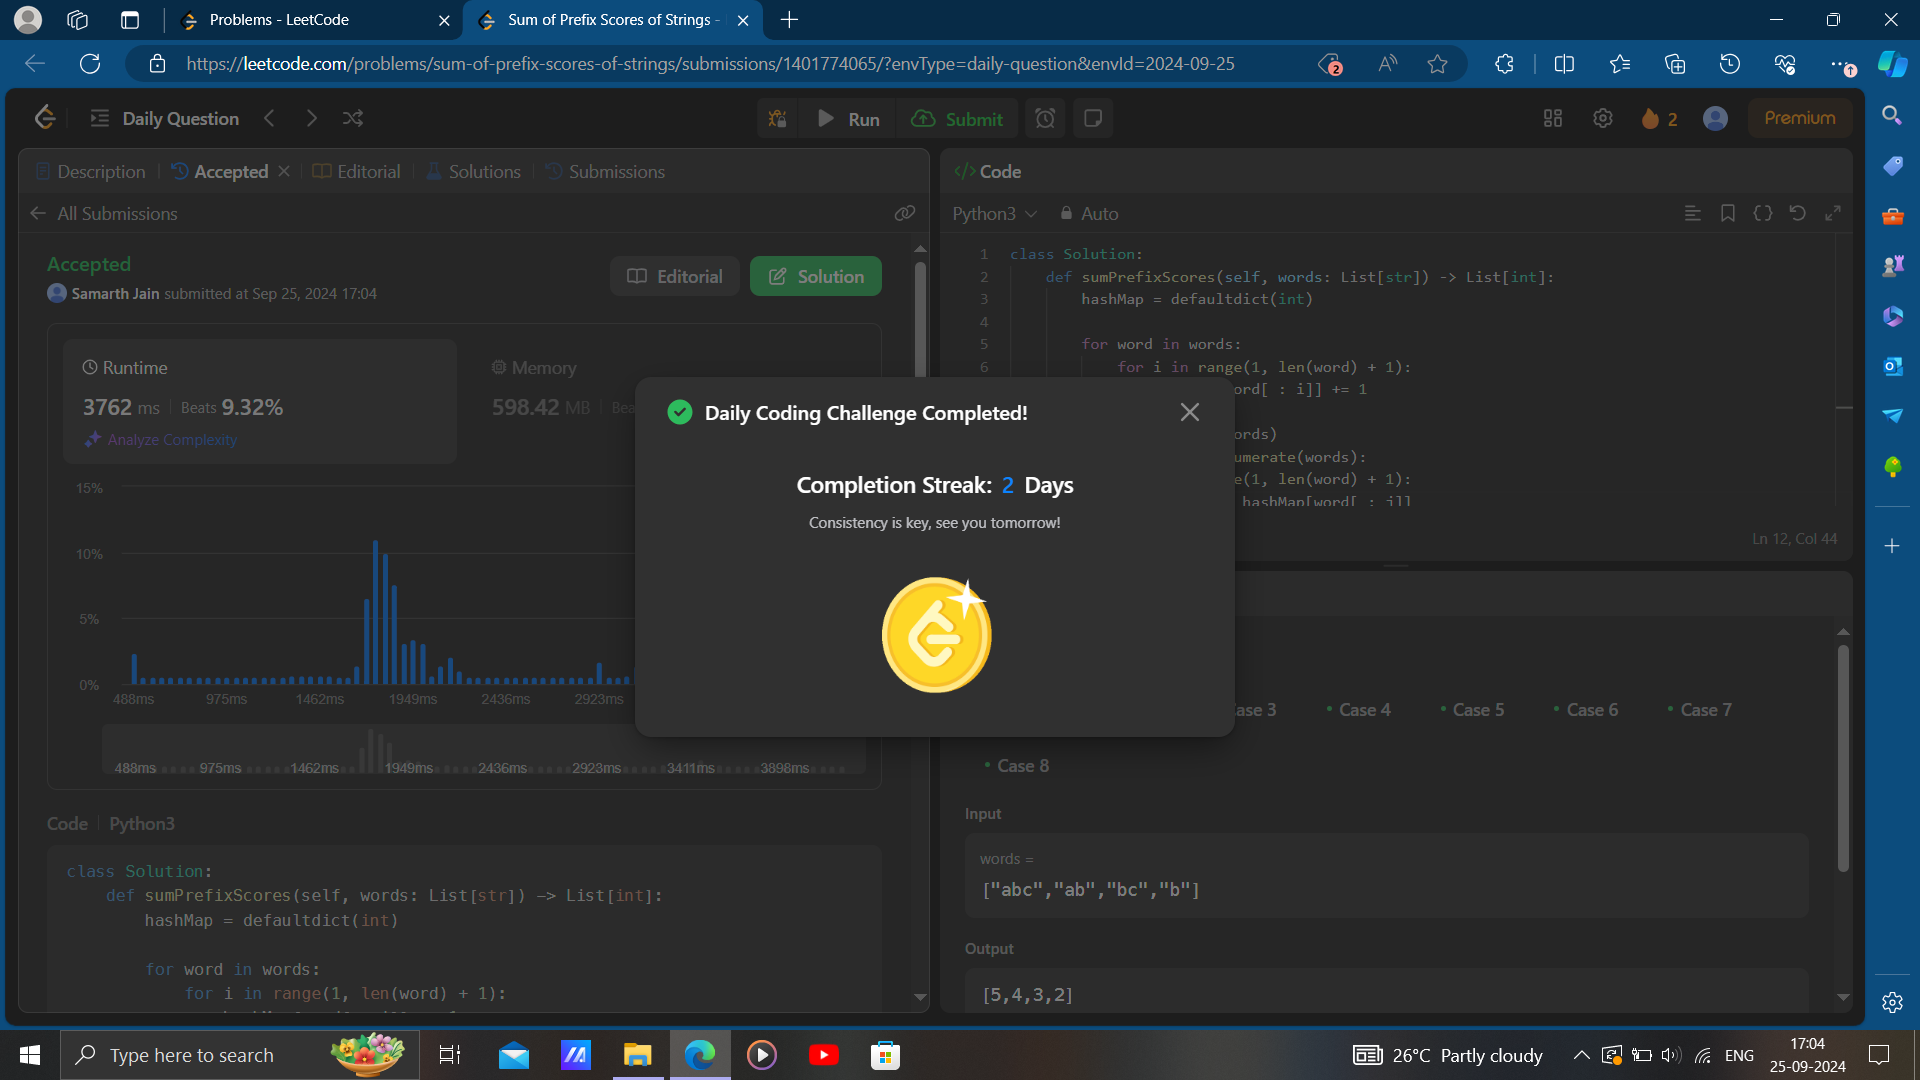 Problems - LeetCode
Sum of Prefix Scores of Strings -
https://leetcode.com/problems/sum-of-prefix-scores-of-strings/submissions/1401774065/?envType=daily-question&envId=2024-09-25
2
Daily Question
Run
Submit
2
Premium
Description
Accepted
Editorial
Solutions
Submissions
All Submissions
Accepted
Samarth Jain submitted at Sep 25, 2024 17:04
Editorial
Solution
Runtime
3762 ms
Beats 9.32%
Analyze Complexity
Memory
598.42 MB
Bea
15%
10%
5%
0%
488ms 975ms 1462ms 1949ms 2436ms 2923ms
488ms 975ms 1462ms 1949ms 2436ms 2923ms 3411ms 3898ms
Code
Python3
class Solution:
def sumPrefixScores(self, words: List[str]) -> List[int]:
hashMap = defaultdict(int)
for word in words:
for i in range(1, len(word) + 1):
Daily Coding Challenge Completed!
Completion Streak: 2 Days
Consistency is key, see you tomorrow!
</> Code
Python3
Auto
1 class Solution:
2 def sumPrefixScores(self, words: List[str]) -> List[int]:
3 hashMap = defaultdict(int)
4
5 for word in words:
6 for i in range(1, len(word) + 1):
ord[ : i]] += 1
ords)
umerate(words):
e(1, len(word) + 1):
hashMap[word[ : i]]
Ln 12, Col 44
ase 3
Case 4
Case 5
Case 6
Case 7
Case 8
Input
words =
["abc","ab","bc","b"]
Output
[5,4,3,2]
Type here to search
26°C Partly cloudy
ENG
17:04
25-09-2024